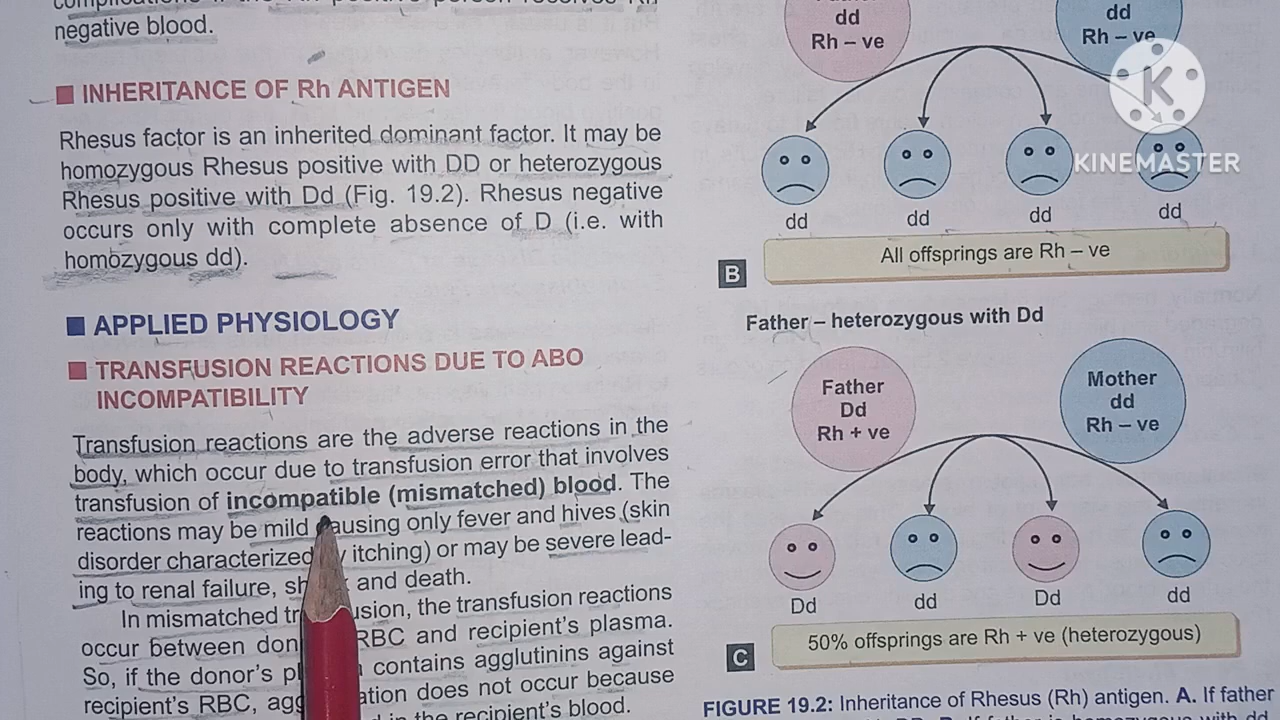 negative blood.
INHERITANCE OF Rh ANTIGEN
Rhesus factor is an inherited dominant factor. It may be
homozygous Rhesus positive with DD or heterozygous
Rhesus positive with Dd (Fig. 19.2). Rhesus negative
occurs only with complete absence of D (i.e. with
homozygous dd).
APPLIED PHYSIOLOGY
TRANSFUSION REACTIONS DUE TO ABO
INCOMPATIBILITY
Transfusion reactions are the adverse reactions in the
body, which occur due to transfusion error that involves
transfusion of incompatible (mismatched) blood. The
reactions may be mild causing only fever and hives (skin
disorder characterized itching) or may be severe lead-
ing to renal failure, and death.
In mismatched the transfusion reactions
occur between RBC and recipient's plasma.
So, if the donor's contains agglutinins against
recipient's RBC, does not occur because
in the recipient's blood.
dd
Rh – ve
dd
Rh – ve
KINEMASTER
dd
dd
dd
dd
All offsprings are Rh – ve
B
Father – heterozygous with Dd
Father
Dd
Rh + ve
Mother
dd
Rh – ve
Dd
dd
Dd
dd
50% offsprings are Rh + ve (heterozygous)
C
FIGURE 19.2: Inheritance of Rhesus (Rh) antigen. A. If father